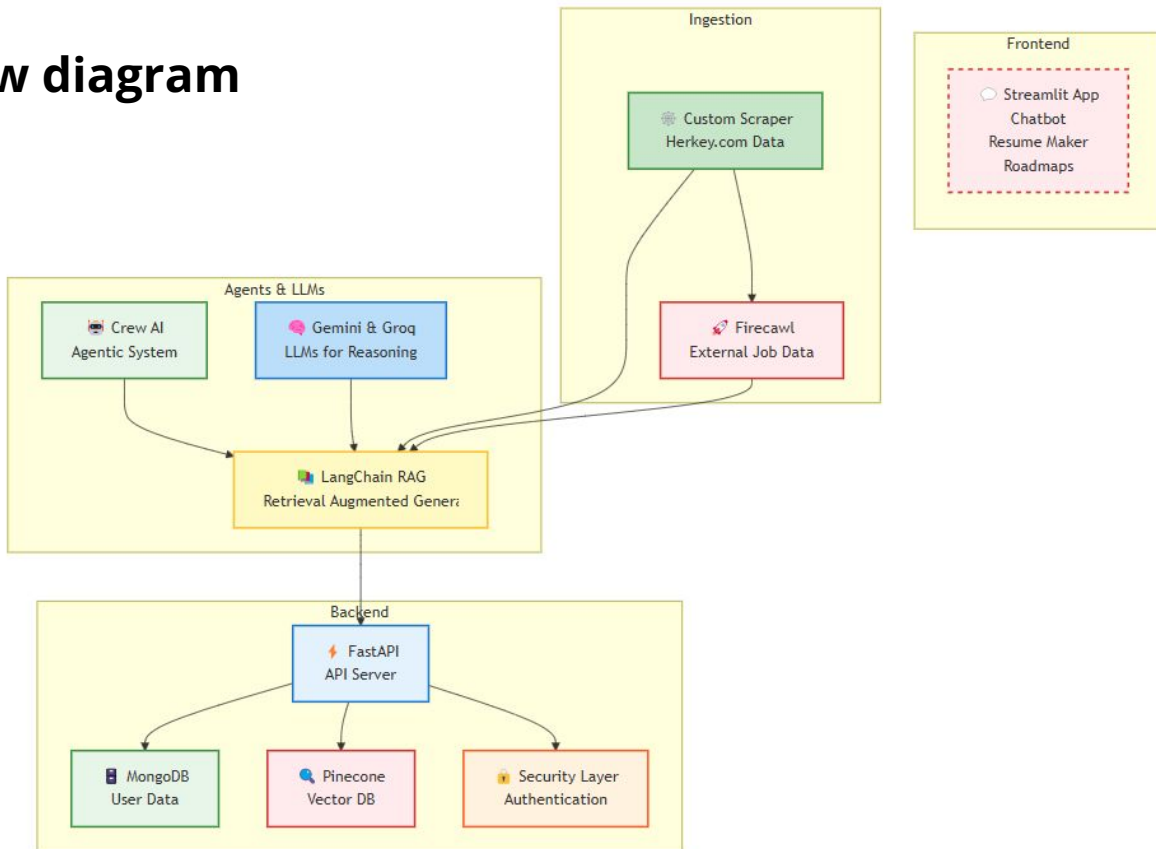 w diagram
Ingestion
Custom Scraper
Herkey.com Data
Firecawl
External Job Data
Frontend
Streamlit App
Chatbot
Resume Maker
Roadmaps
Agents & LLMs
Crew AI
Agentic System
Gemini & Groq
LLMs for Reasoning
LangChain RAG
Retrieval Augmented Genera
Backend
FastAPI
API Server
MongoDB
User Data
Pinecone
Vector DB
Security Layer
Authentication